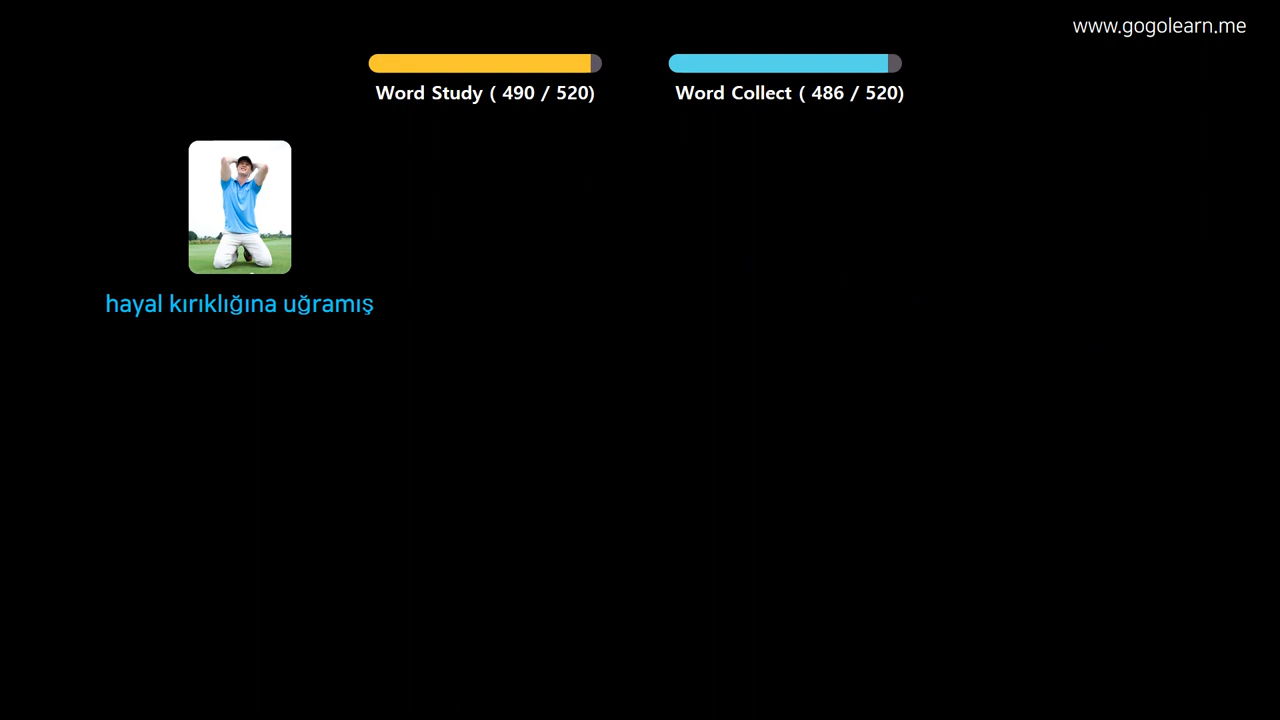 www.gogolearn.me
Word Study ( 490 / 520)
Word Collect ( 486 / 520)
hayal kırıklığına uğramış